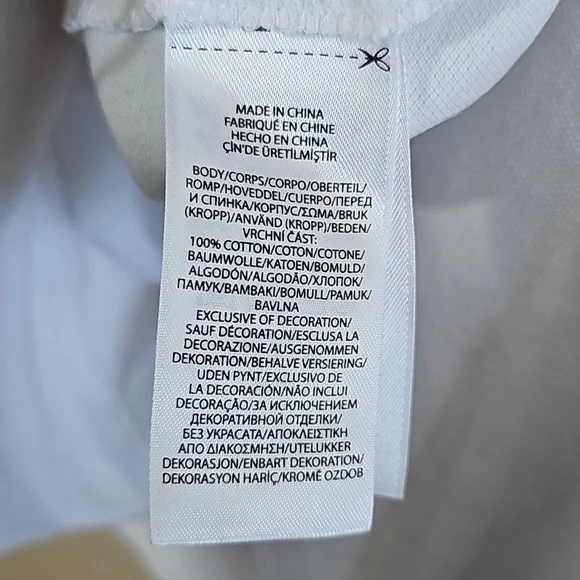 MADE IN CHINA
FABRIQUÉ EN CHINE
HECHO EN CHINA
ÇİN'DE ÜRETİLMİŞTİR
BODY/CORPS/CORPO/OBERTEIL/
ROMP/HOVEDDEL/CUERPO/ПЕРЕД
И СПИНКА/КОРПУС/ΣΩΜΑ/BRUK
(KROPP)/ANVÄND (KROPP)/BEDEN/
VRCHNÍ ČÁST:
100% COTTON/COTON/COTONE/
BAUMWOLLE/KATOEN/BOMULD/
ALGODÓN/ALGODÃO/ХЛОПОК/
ПАМУК/ΒΑΜΒΑΚΙ/BOMULL/PAMUK/
BAVLNA
EXCLUSIVE OF DECORATION/
SAUF DÉCORATION/ESCLUSA LA
DECORAZIONE/AUSGENOMMEN
DEKORATION/BEHALVE VERSIERING/
UDEN PYNT/EXCLUSIVO DE
LA DECORACIÓN/NÃO INCLUI
DECORAÇÃO/ЗА ИСКЛЮЧЕНИЕМ
ДЕКОРАТИВНОЙ ОТДЕЛКИ/
БЕЗ УКРАСАТА/ΑΠΟΚΛΕΙΣΤΙΚΗ
ΑΠΟ ΔΙΑΚΟΣΜΗΣΗ/UTELUKKER
DEKORASJON/ENBART DEKORATION/
DEKORASYON HARİÇ/KROMĚ OZDOB